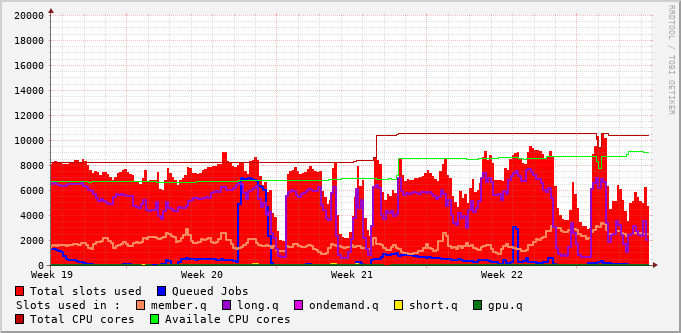 20000
18000
16000
14000
12000
10000
8000
6000
4000
2000
0
Week 19 Week 20 Week 21 Week 22
RRDTOOL / TOBI OETIKER
Total slots used Queued Jobs
Slots used in : member.q long.q ondemand.q short.q gpu.q
Total CPU cores Availale CPU cores